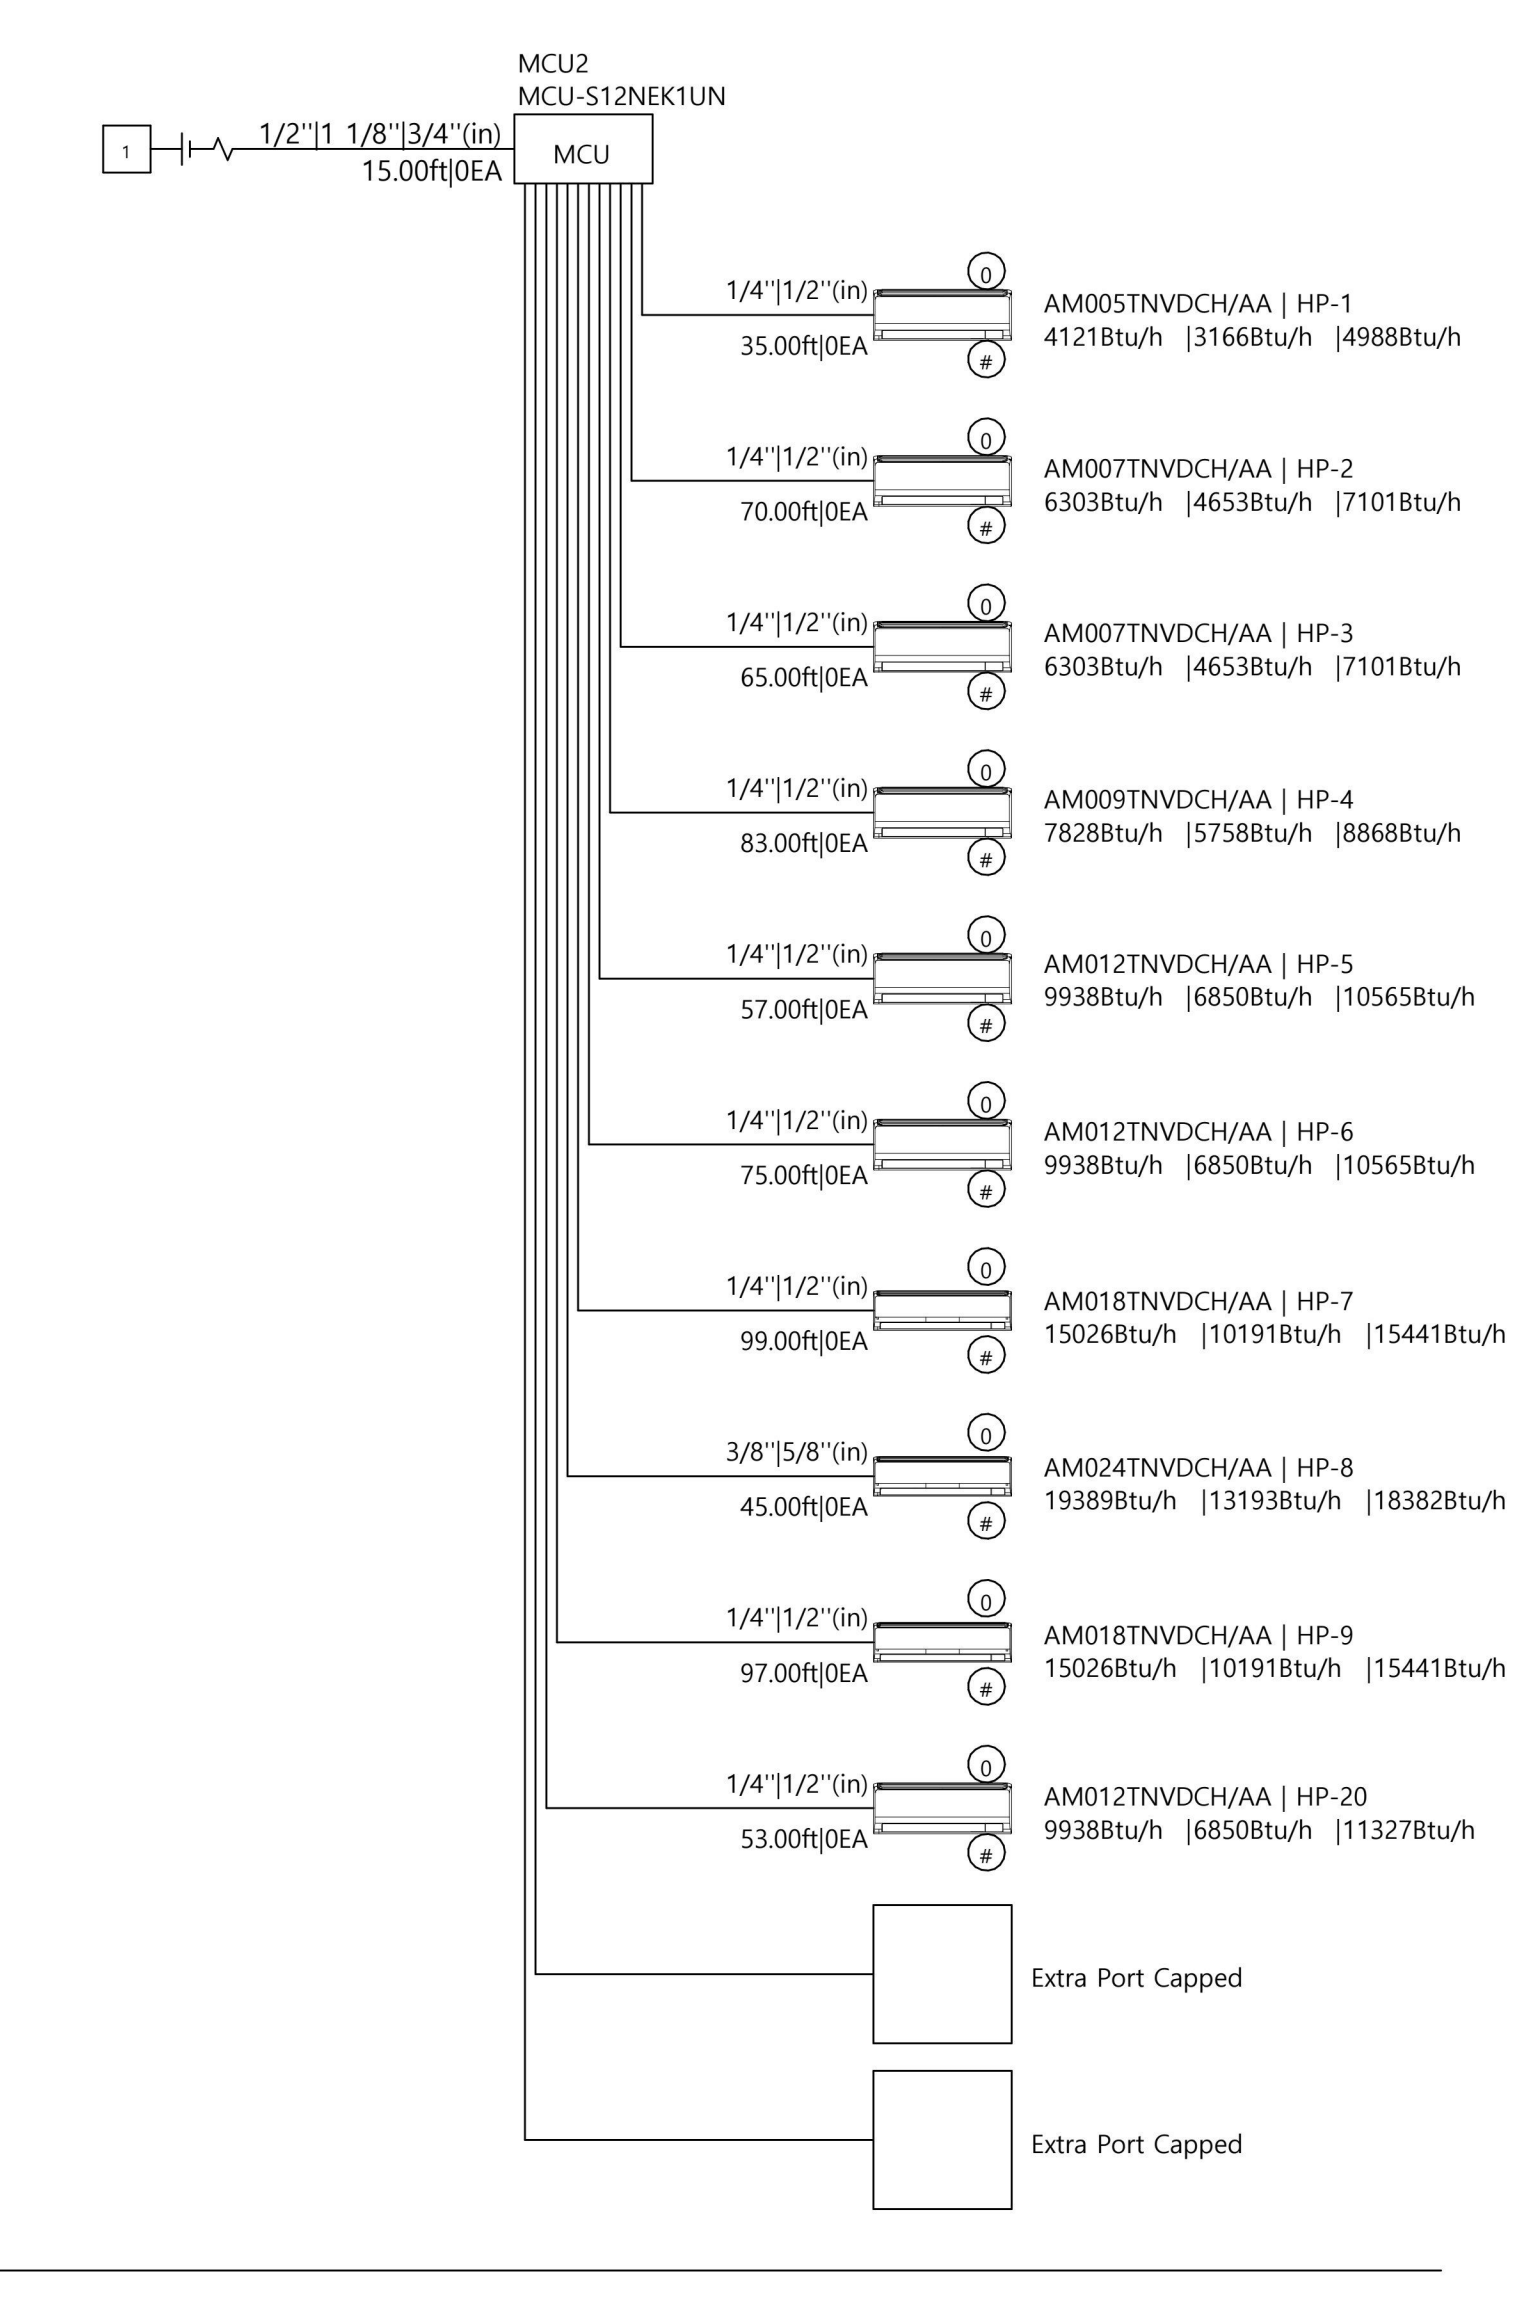 MCU2
MCU-S12NEK1UN
1
1/2''|1 1/8''|3/4''(in)
15.00ft|0EA
MCU
0
1/4''|1/2''(in)
35.00ft|0EA
#
AM005TNVDCH/AA | HP-1
4121Btu/h |3166Btu/h |4988Btu/h
0
1/4''|1/2''(in)
70.00ft|0EA
#
AM007TNVDCH/AA | HP-2
6303Btu/h |4653Btu/h |7101Btu/h
0
1/4''|1/2''(in)
65.00ft|0EA
#
AM007TNVDCH/AA | HP-3
6303Btu/h |4653Btu/h |7101Btu/h
0
1/4''|1/2''(in)
83.00ft|0EA
#
AM009TNVDCH/AA | HP-4
7828Btu/h |5758Btu/h |8868Btu/h
0
1/4''|1/2''(in)
57.00ft|0EA
#
AM012TNVDCH/AA | HP-5
9938Btu/h |6850Btu/h |10565Btu/h
0
1/4''|1/2''(in)
75.00ft|0EA
#
AM012TNVDCH/AA | HP-6
9938Btu/h |6850Btu/h |10565Btu/h
0
1/4''|1/2''(in)
99.00ft|0EA
#
AM018TNVDCH/AA | HP-7
15026Btu/h |10191Btu/h |15441Btu/h
0
3/8''|5/8''(in)
45.00ft|0EA
#
AM024TNVDCH/AA | HP-8
19389Btu/h |13193Btu/h |18382Btu/h
0
1/4''|1/2''(in)
97.00ft|0EA
#
AM018TNVDCH/AA | HP-9
15026Btu/h |10191Btu/h |15441Btu/h
0
1/4''|1/2''(in)
53.00ft|0EA
#
AM012TNVDCH/AA | HP-20
9938Btu/h |6850Btu/h |11327Btu/h
Extra Port Capped
Extra Port Capped